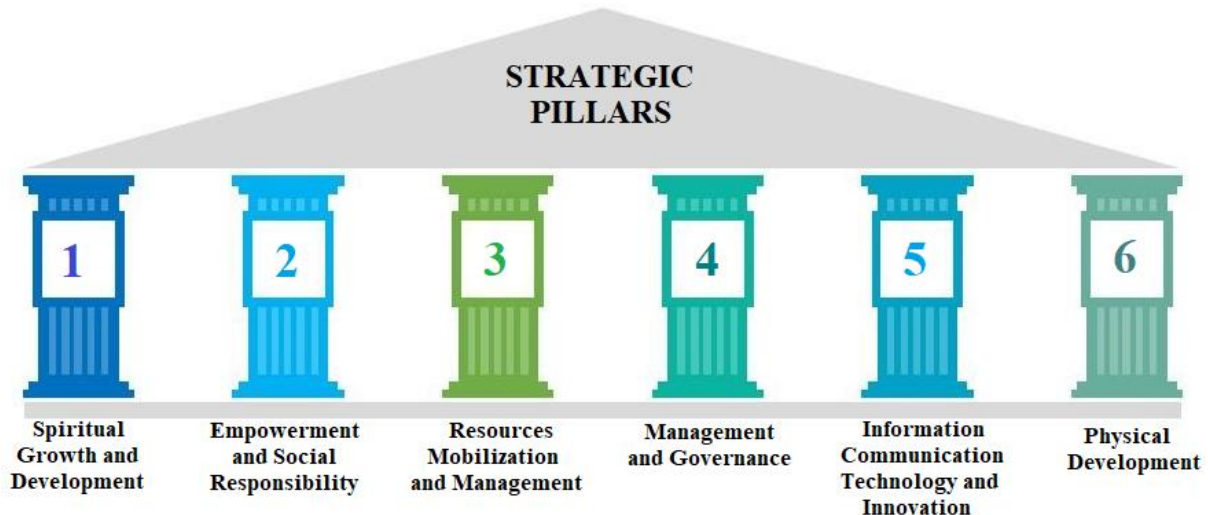 STRATEGIC
PILLARS
1
2
3
4
5
6
Spiritual
Growth and
Development
Empowerment
and Social
Responsibility
Resources
Mobilization
and Management
Management
and Governance
Information
Communication
Technology and
Innovation
Physical
Development